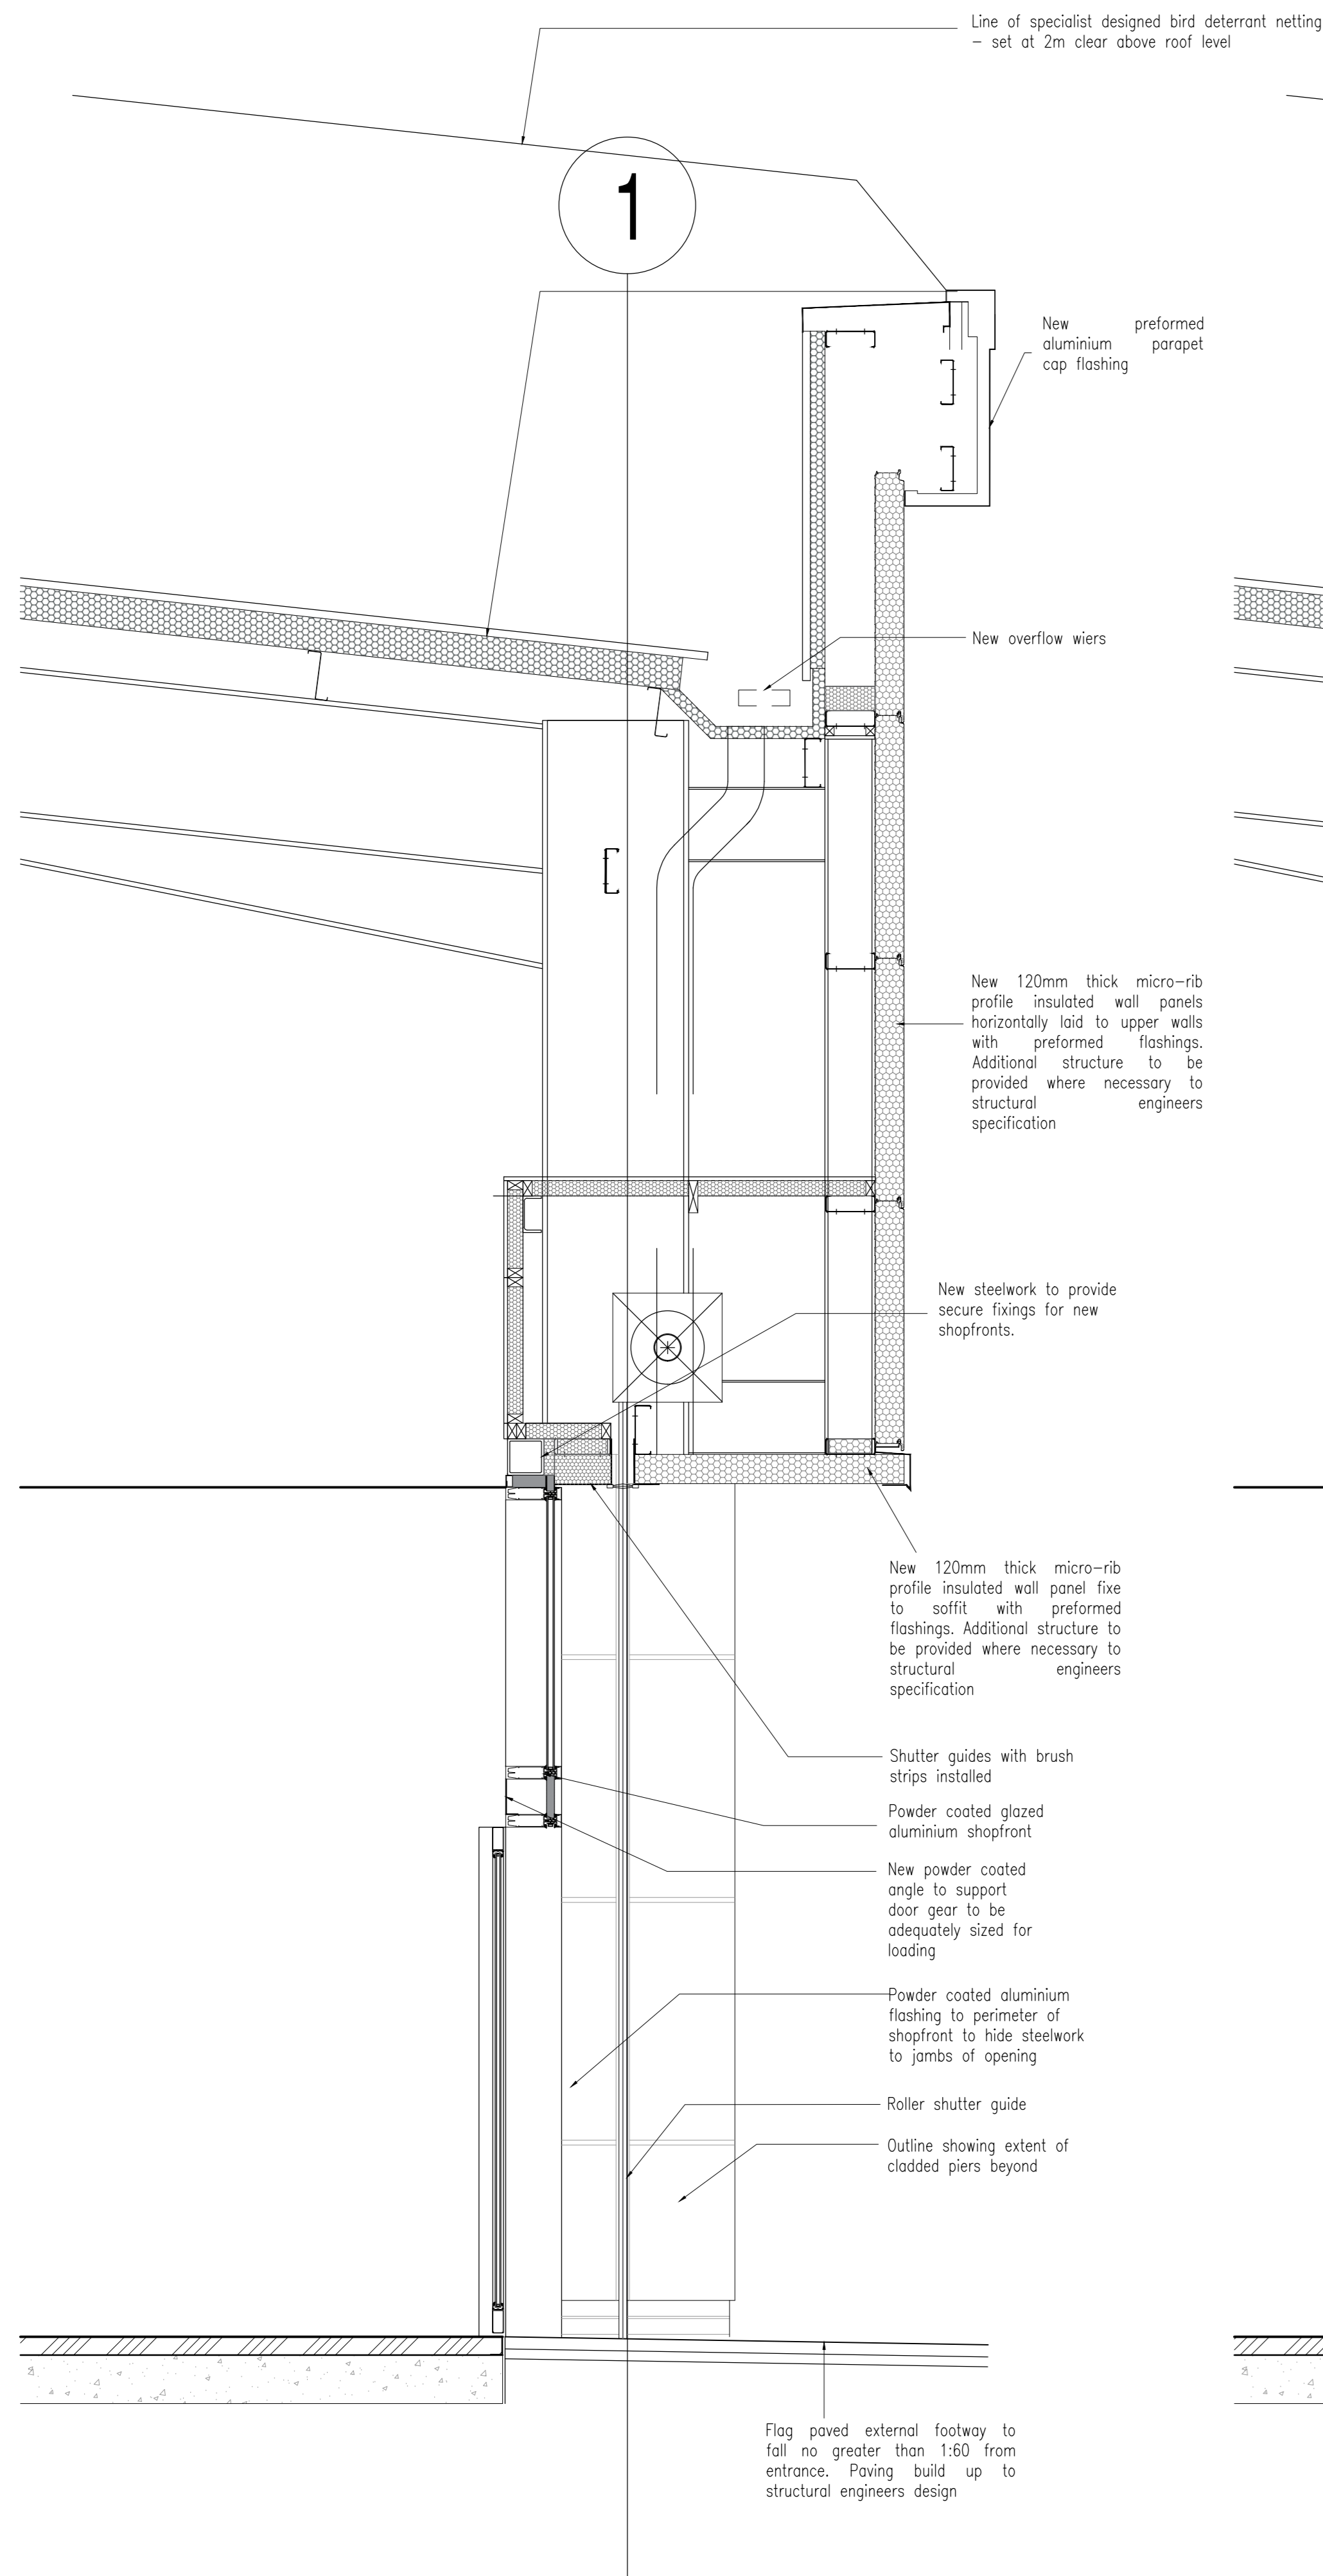 Line of specialist designed bird deterrant netting
– set at 2m clear above roof level
1
New preformed
aluminium parapet
cap flashing
New overflow wiers
New 120mm thick micro–rib
profile insulated wall panels
horizontally laid to upper walls
with preformed flashings.
Additional structure to be
provided where necessary to
structural engineers
specification
New steelwork to provide
secure fixings for new
shopfronts.
New 120mm thick micro–rib
profile insulated wall panel fixe
to soffit with preformed
flashings. Additional structure to
be provided where necessary to
structural engineers
specification
Shutter guides with brush
strips installed
Powder coated glazed
aluminium shopfront
New powder coated
angle to support
door gear to be
adequately sized for
loading
Powder coated aluminium
flashing to perimeter of
shopfront to hide steelwork
to jambs of opening
Roller shutter guide
Outline showing extent of
cladded piers beyond
Flag paved external footway to
fall no greater than 1:60 from
entrance. Paving build up to
structural engineers design